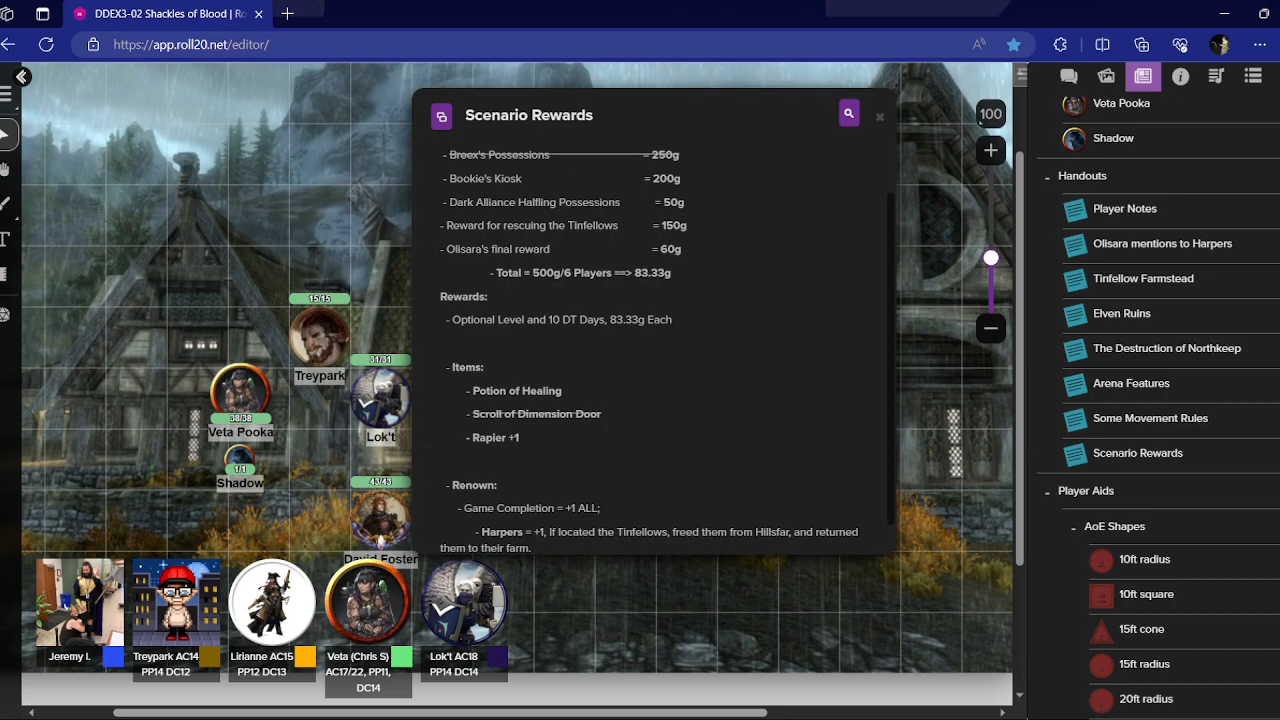 DDEX3-02 Shackles of Blood | Ro
https://app.roll20.net/editor/
Scenario Rewards
- Breex's Possessions = 250g
- Bookie's Kiosk = 200g
- Dark Alliance Halfling Possessions = 50g
- Reward for rescuing the Tinfellows = 150g
- Olisara's final reward = 60g
- Total = 500g/6 Players ==> 83.33g
Rewards:
- Optional Level and 10 DT Days, 83.33g Each
- Items:
- Potion of Healing
- Scroll of Dimension Door
- Rapier +1
- Renown:
- Game Completion = +1 ALL;
- Harpers = +1, If located the Tinfellows, freed them from Hillsfar, and returned
them to their farm.
15/15
Treypark
31/31
Lok't
38/38
Veta Pooka
1/1
Shadow
43/43
David Foster
Jeremy I.
Treypark AC14
PP14 DC12
Lirianne AC15
PP12 DC13
Veta (Chris S)
AC17/22, PP11,
DC14
Lok't AC18
PP14 DC14
100
Veta Pooka
Shadow
Handouts
Player Notes
Olisara mentions to Harpers
Tinfellow Farmstead
Elven Ruins
The Destruction of Northkeep
Arena Features
Some Movement Rules
Scenario Rewards
Player Aids
AoE Shapes
10ft radius
10ft square
15ft cone
15ft radius
20ft radius